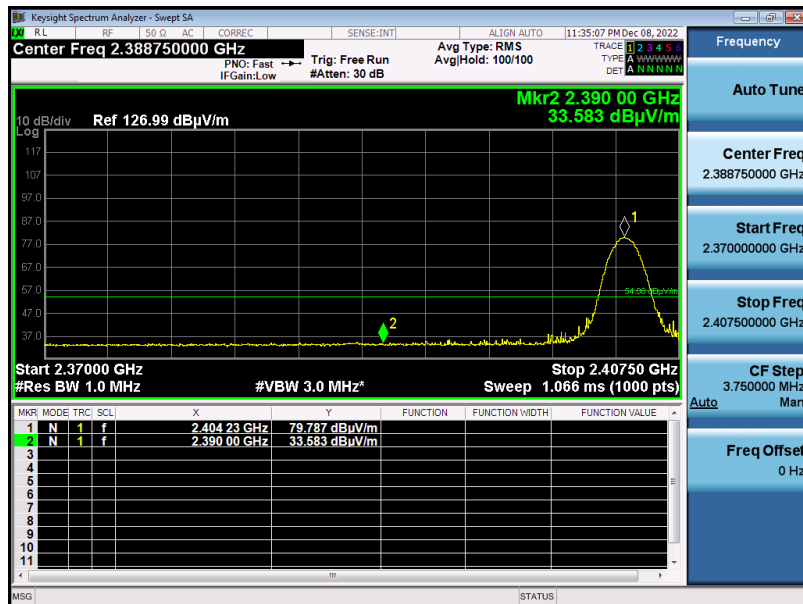 Keysight Spectrum Analyzer - Swept SA
LXI RL RF 50 Ω AC CORREC SENSE:INT ALIGN AUTO 11:35:07 PM Dec 08, 2022
Center Freq 2.388750000 GHz
PNO: Fast
IFGain:Low
Trig: Free Run
#Atten: 30 dB
Avg Type: RMS
Avg|Hold: 100/100
TRACE 1 2 3 4 5 6
TYPE A WWWWW
DET A N N N N N
Mkr2 2.390 00 GHz
33.583 dBµV/m
10 dB/div Ref 126.99 dBµV/m
Log
117
107
97.0
87.0
77.0
67.0
57.0
47.0
37.0
1
54.00 dBµV/m
2
Start 2.37000 GHz Stop 2.40750 GHz
#Res BW 1.0 MHz #VBW 3.0 MHz* Sweep 1.066 ms (1000 pts)
MKR MODE TRC SCL X Y FUNCTION FUNCTION WIDTH FUNCTION VALUE
1 N 1 f 2.404 23 GHz 79.787 dBµV/m
2 N 1 f 2.390 00 GHz 33.583 dBµV/m
3
4
5
6
7
8
9
10
11
MSG STATUS
Frequency
Auto Tune
Center Freq
2.388750000 GHz
Start Freq
2.370000000 GHz
Stop Freq
2.407500000 GHz
CF Step
3.750000 MHz
Auto Man
Freq Offset
0 Hz